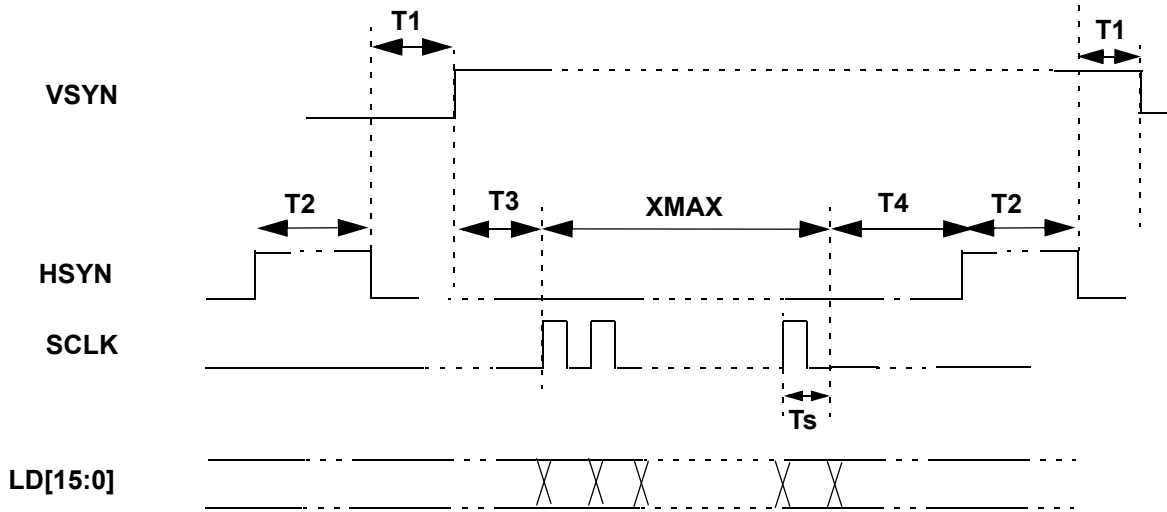 T1
T1
VSYN
T2
T3
XMAX
T4
T2
HSYN
SCLK
Ts
LD[15:0]